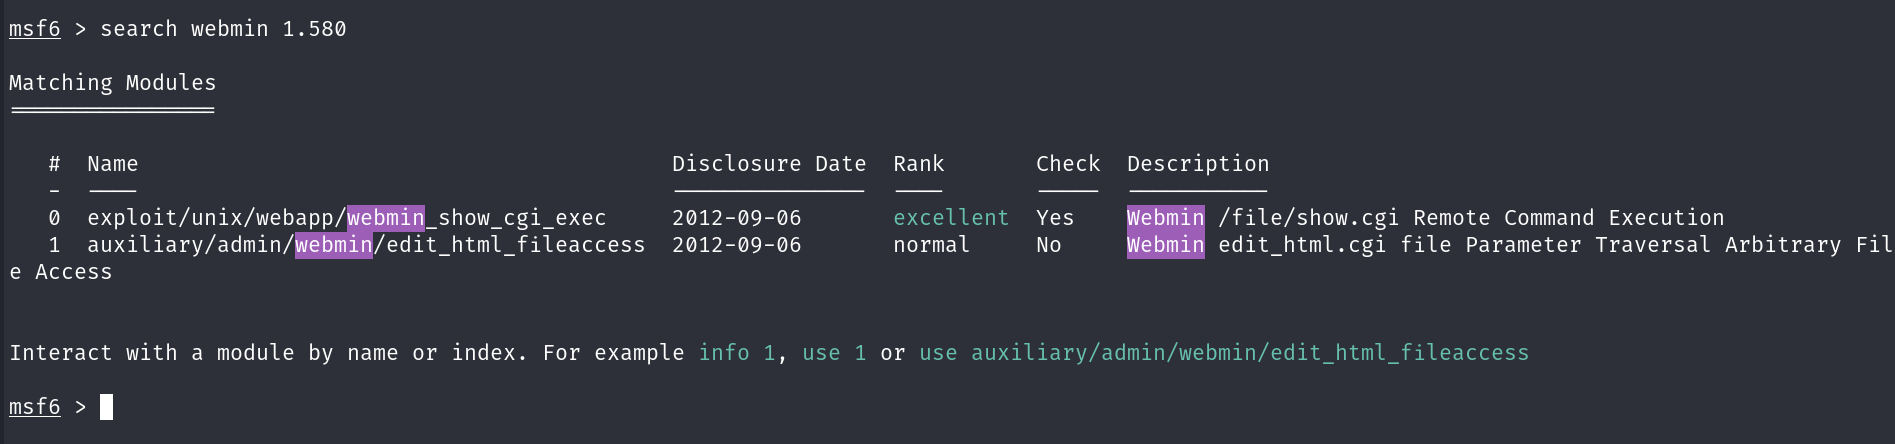 msf6 > search webmin 1.580
Matching Modules
================
   #  Name                                         Disclosure Date  Rank       Check  Description
   -  ----                                         ---------------  ----       -----  -----------
   0  exploit/unix/webapp/webmin_show_cgi_exec     2012-09-06       excellent  Yes    Webmin /file/show.cgi Remote Command Execution
   1  auxiliary/admin/webmin/edit_html_fileaccess  2012-09-06       normal     No     Webmin edit_html.cgi file Parameter Traversal Arbitrary Fil
e Access
Interact with a module by name or index. For example info 1, use 1 or use auxiliary/admin/webmin/edit_html_fileaccess
msf6 >